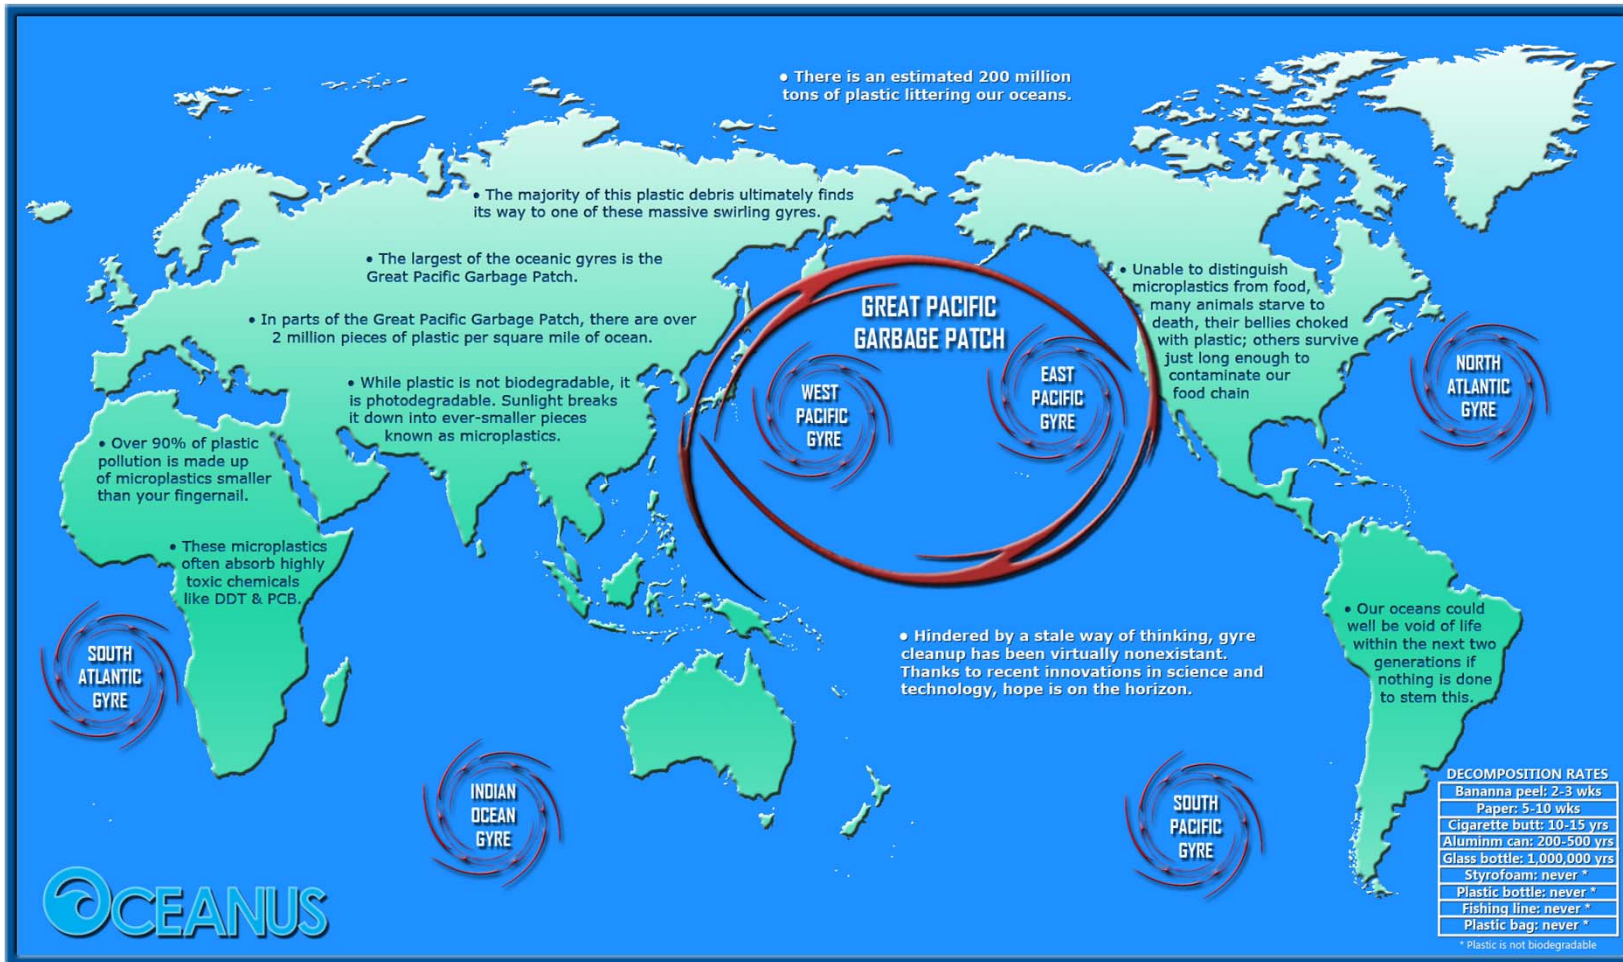 • There is an estimated 200 million
tons of plastic littering our oceans.
• The majority of this plastic debris ultimately finds
its way to one of these massive swirling gyres.
• The largest of the oceanic gyres is the
Great Pacific Garbage Patch.
• In parts of the Great Pacific Garbage Patch, there are over
2 million pieces of plastic per square mile of ocean.
• While plastic is not biodegradable, it
is photodegradable. Sunlight breaks
it down into ever-smaller pieces
known as microplastics.
• Over 90% of plastic
pollution is made up
of microplastics smaller
than your fingernail.
• These microplastics
often absorb highly
toxic chemicals
like DDT & PCB.
GREAT PACIFIC
GARBAGE PATCH
WEST
PACIFIC
GYRE
EAST
PACIFIC
GYRE
• Unable to distinguish
microplastics from food,
many animals starve to
death, their bellies choked
with plastic; others survive
just long enough to
contaminate our
food chain
NORTH
ATLANTIC
GYRE
SOUTH
ATLANTIC
GYRE
• Hindered by a stale way of thinking, gyre
cleanup has been virtually nonexistant.
Thanks to recent innovations in science and
technology, hope is on the horizon.
• Our oceans could
well be void of life
within the next two
generations if
nothing is done
to stem this.
INDIAN
OCEAN
GYRE
SOUTH
PACIFIC
GYRE
DECOMPOSITION RATES
Bananna peel: 2-3 wks
Paper: 5-10 wks
Cigarette butt: 10-15 yrs
Aluminm can: 200-500 yrs
Glass bottle: 1,000,000 yrs
Styrofoam: never *
Plastic bottle: never *
Fishing line: never *
Plastic bag: never *
* Plastic is not biodegradable
OCEANUS